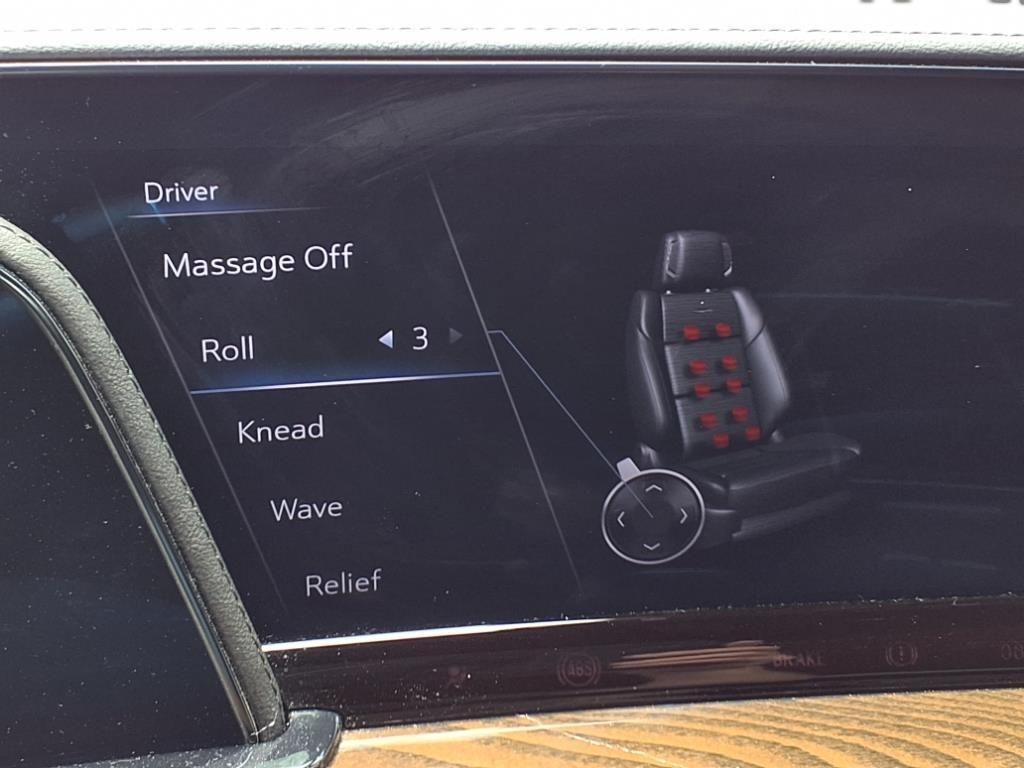 Driver
Massage Off
Roll 3
Knead
Wave
Relief
ABS
BRAKE